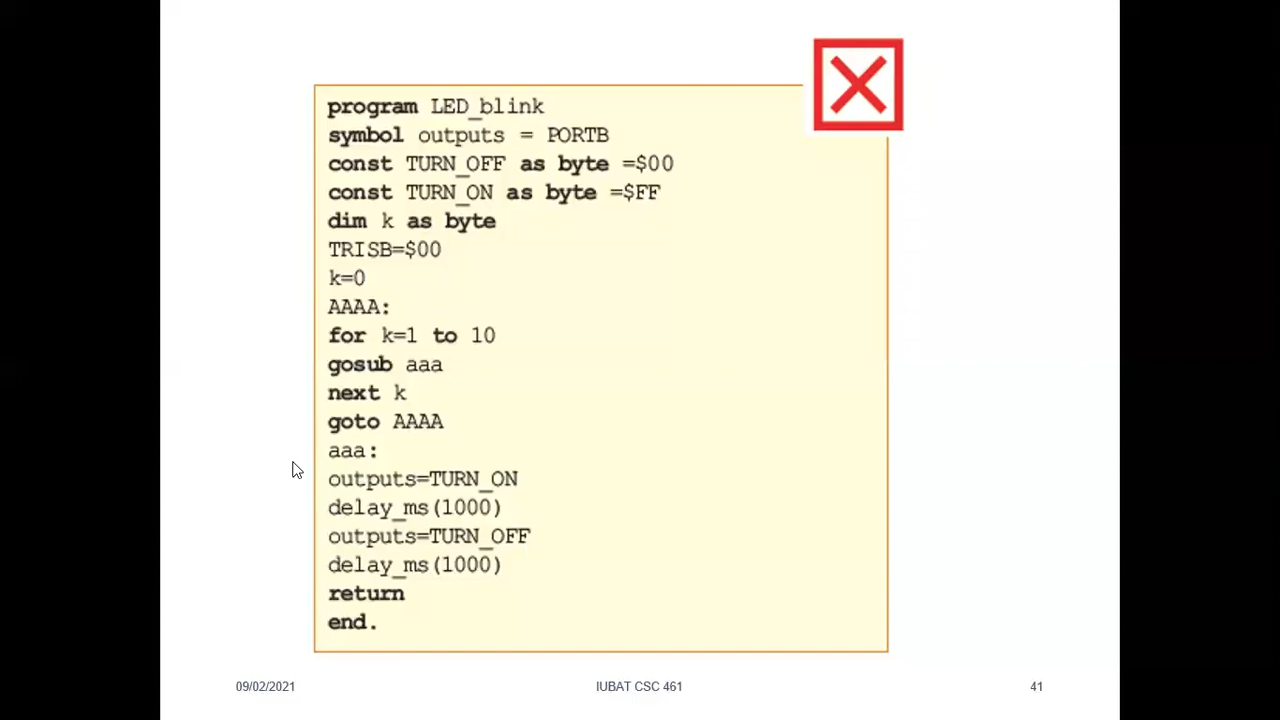 program LED_blink
symbol outputs = PORTB
const TURN_OFF as byte =$00
const TURN_ON as byte =$FF
dim k as byte
TRISB=$00
k=0
AAAA:
for k=1 to 10
gosub aaa
next k
goto AAAA
aaa:
outputs=TURN_ON
delay_ms(1000)
outputs=TURN_OFF
delay_ms(1000)
return
end.
09/02/2021 IUBAT CSC 461 41